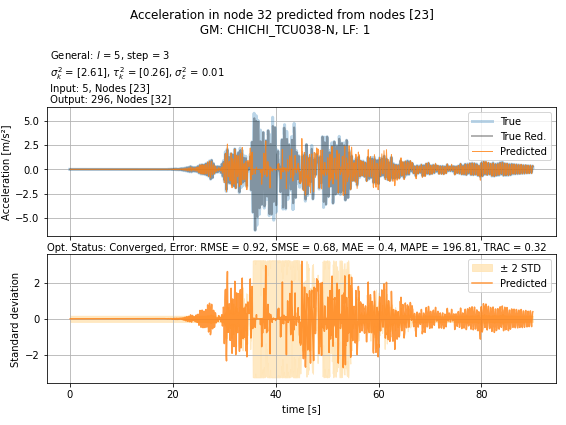 Acceleration in node 32 predicted from nodes [23]
GM: CHICHI_TCU038-N, LF: 1
General: l = 5, step = 3
σ²ₖ = [2.61], τ²ₖ = [0.26], σ²ε = 0.01
Input: 5, Nodes [23]
Output: 296, Nodes [32]
Acceleration [m/s²]
5.0
2.5
0.0
−2.5
−5.0
True
True Red.
Predicted
Opt. Status: Converged, Error: RMSE = 0.92, SMSE = 0.68, MAE = 0.4, MAPE = 196.81, TRAC = 0.32
Standard deviation
2
0
−2
± 2 STD
Predicted
0 20 40 60 80
time [s]